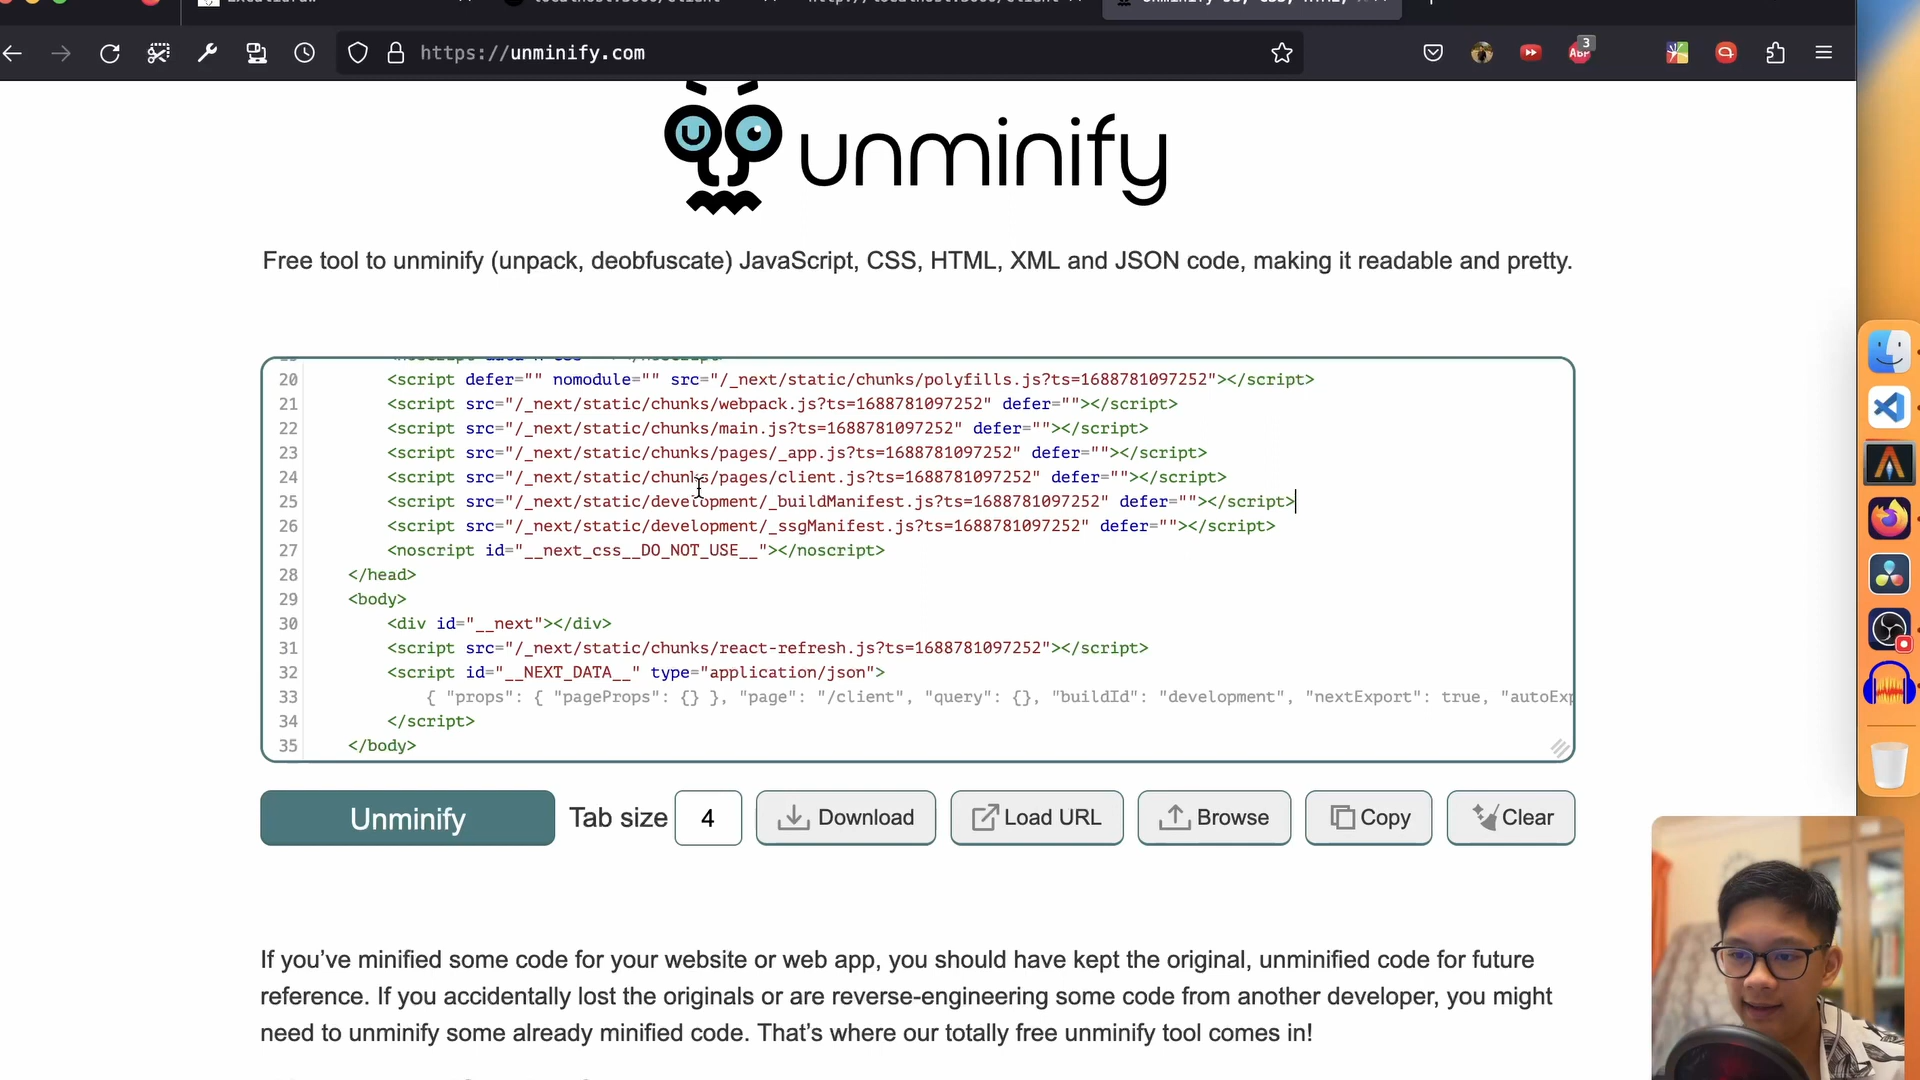 https://unminify.com
3
ABP
unminify
Free tool to unminify (unpack, deobfuscate) JavaScript, CSS, HTML, XML and JSON code, making it readable and pretty.
20 <script defer="" nomodule="" src="/_next/static/chunks/polyfills.js?ts=1688781097252"></script>
21 <script src="/_next/static/chunks/webpack.js?ts=1688781097252" defer=""></script>
22 <script src="/_next/static/chunks/main.js?ts=1688781097252" defer=""></script>
23 <script src="/_next/static/chunks/pages/_app.js?ts=1688781097252" defer=""></script>
24 <script src="/_next/static/chunks/pages/client.js?ts=1688781097252" defer=""></script>
25 <script src="/_next/static/development/_buildManifest.js?ts=1688781097252" defer=""></script>
26 <script src="/_next/static/development/_ssgManifest.js?ts=1688781097252" defer=""></script>
27 <noscript id="__next_css__DO_NOT_USE__"></noscript>
28 </head>
29 <body>
30 <div id="__next"></div>
31 <script src="/_next/static/chunks/react-refresh.js?ts=1688781097252"></script>
32 <script id="__NEXT_DATA__" type="application/json">
33 { "props": { "pageProps": {} }, "page": "/client", "query": {}, "buildId": "development", "nextExport": true, "autoExp
34 </script>
35 </body>
Unminify Tab size 4 Download Load URL Browse Copy Clear
If you’ve minified some code for your website or web app, you should have kept the original, unminified code for future
reference. If you accidentally lost the originals or are reverse-engineering some code from another developer, you might
need to unminify some already minified code. That’s where our totally free unminify tool comes in!